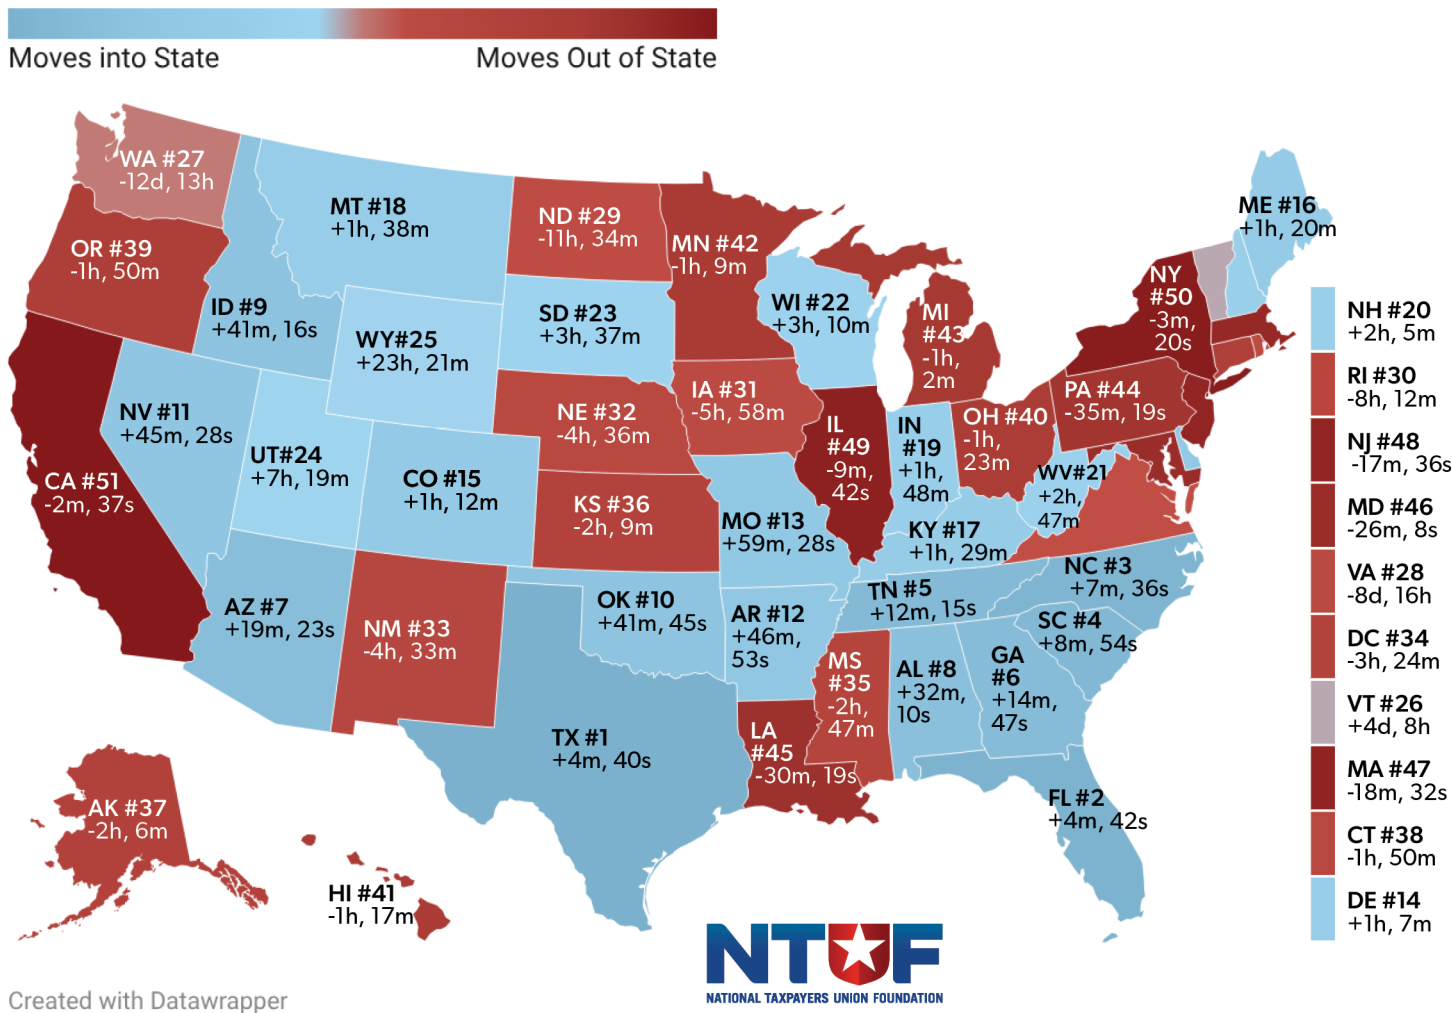 Moves into State
Moves Out of State
WA #27
-12d, 13h
MT #18
+1h, 38m
ND #29
-11h, 34m
MN #42
-1h, 9m
OR #39
-1h, 50m
ID #9
+41m, 16s
WY#25
+23h, 21m
SD #23
+3h, 37m
WI #22
+3h, 10m
MI
#43
-1h,
2m
NY
#50
-3m,
20s
ME #16
+1h, 20m
NV #11
+45m, 28s
UT#24
+7h, 19m
CO #15
+1h, 12m
NE #32
-4h, 36m
IA #31
-5h, 58m
IL
#49
-9m,
42s
IN
#19
+1h,
48m
OH #40
-1h,
23m
PA #44
-35m, 19s
CA #51
-2m, 37s
KS #36
-2h, 9m
MO #13
+59m, 28s
KY #17
+1h, 29m
WV#21
+2h,
47m
AZ #7
+19m, 23s
NM #33
-4h, 33m
OK #10
+41m, 45s
AR #12
+46m,
53s
TN #5
+12m, 15s
NC #3
+7m, 36s
SC #4
+8m, 54s
MS
#35
-2h,
47m
AL #8
+32m,
10s
GA
#6
+14m,
47s
TX #1
+4m, 40s
LA
#45
-30m, 19s
FL #2
+4m, 42s
AK #37
-2h, 6m
HI #41
-1h, 17m
NH #20
+2h, 5m
RI #30
-8h, 12m
NJ #48
-17m, 36s
MD #46
-26m, 8s
VA #28
-8d, 16h
DC #34
-3h, 24m
VT #26
+4d, 8h
MA #47
-18m, 32s
CT #38
-1h, 50m
DE #14
+1h, 7m
NTUF
NATIONAL TAXPAYERS UNION FOUNDATION
Created with Datawrapper